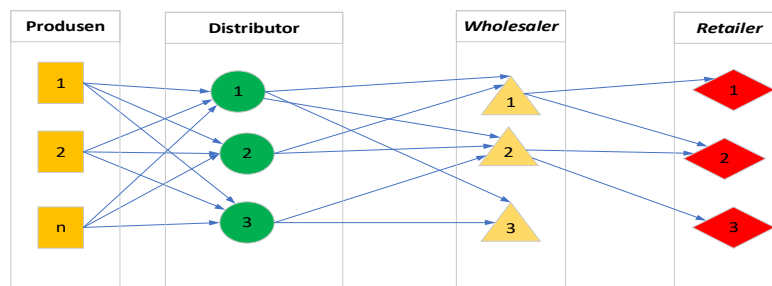 Produsen Distributor Wholesaler Retailer
1 1 1 1
2 2 2 2
n 3 3 3